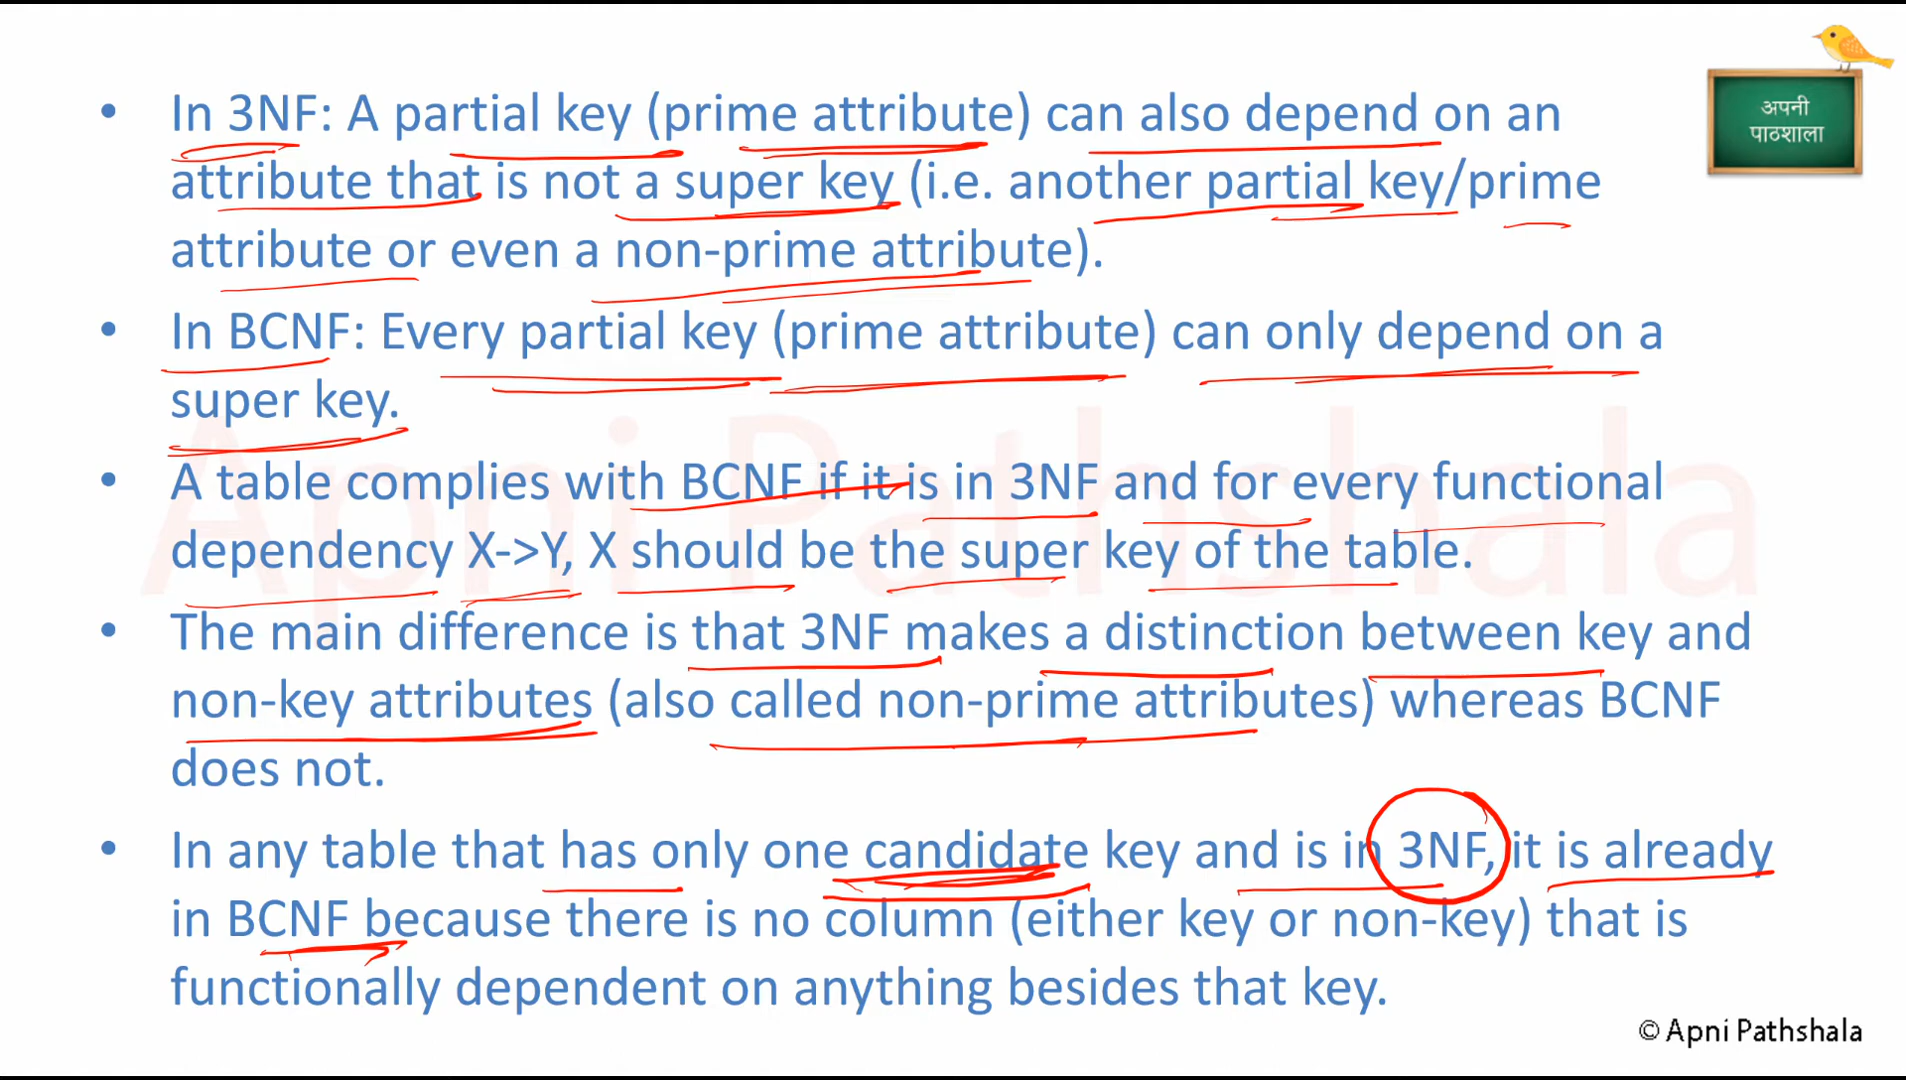 अपनी
पाठशाला
• In 3NF: A partial key (prime attribute) can also depend on an
attribute that is not a super key (i.e. another partial key/prime
attribute or even a non-prime attribute).
• In BCNF: Every partial key (prime attribute) can only depend on a
super key.
• A table complies with BCNF if it is in 3NF and for every functional
dependency X->Y, X should be the super key of the table.
• The main difference is that 3NF makes a distinction between key and
non-key attributes (also called non-prime attributes) whereas BCNF
does not.
• In any table that has only one candidate key and is in 3NF, it is already
in BCNF because there is no column (either key or non-key) that is
functionally dependent on anything besides that key.
Apni Pathshala
© Apni Pathshala